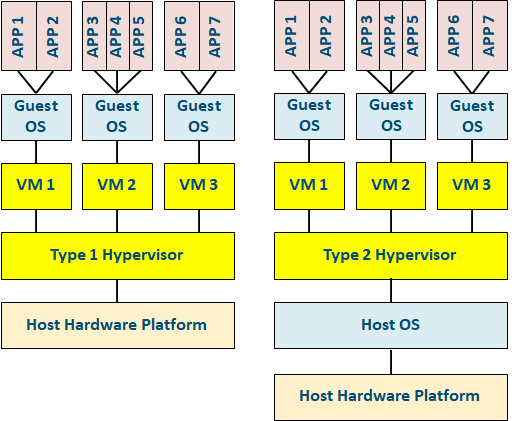 APP 1
APP 2
APP 3
APP 4
APP 5
APP 6
APP 7
Guest
OS
Guest
OS
Guest
OS
VM 1
VM 2
VM 3
Type 1 Hypervisor
Host Hardware Platform
APP 1
APP 2
APP 3
APP 4
APP 5
APP 6
APP 7
Guest
OS
Guest
OS
Guest
OS
VM 1
VM 2
VM 3
Type 2 Hypervisor
Host OS
Host Hardware Platform